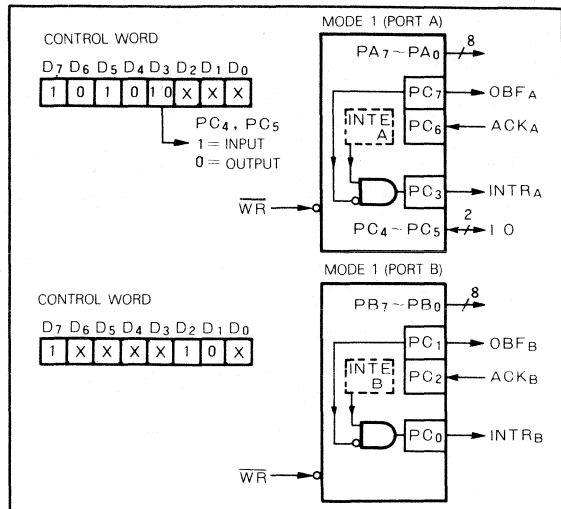 MODE 1 (PORT A)
CONTROL WORD
D7 D6 D5 D4 D3 D2 D1 D0
1 0 1 0 10 X X X
PC4, PC5
1 = INPUT
0 = OUTPUT
WR
PA7~PA0
8
PC7
OBFA
PC6
ACKA
INTE
A
PC3
INTRA
PC4~PC5
2
I O
MODE 1 (PORT B)
CONTROL WORD
D7 D6 D5 D4 D3 D2 D1 D0
1 X X X X 1 0 X
WR
PB7~PB0
8
PC1
OBFB
PC2
ACKB
INTE
B
PC0
INTRB